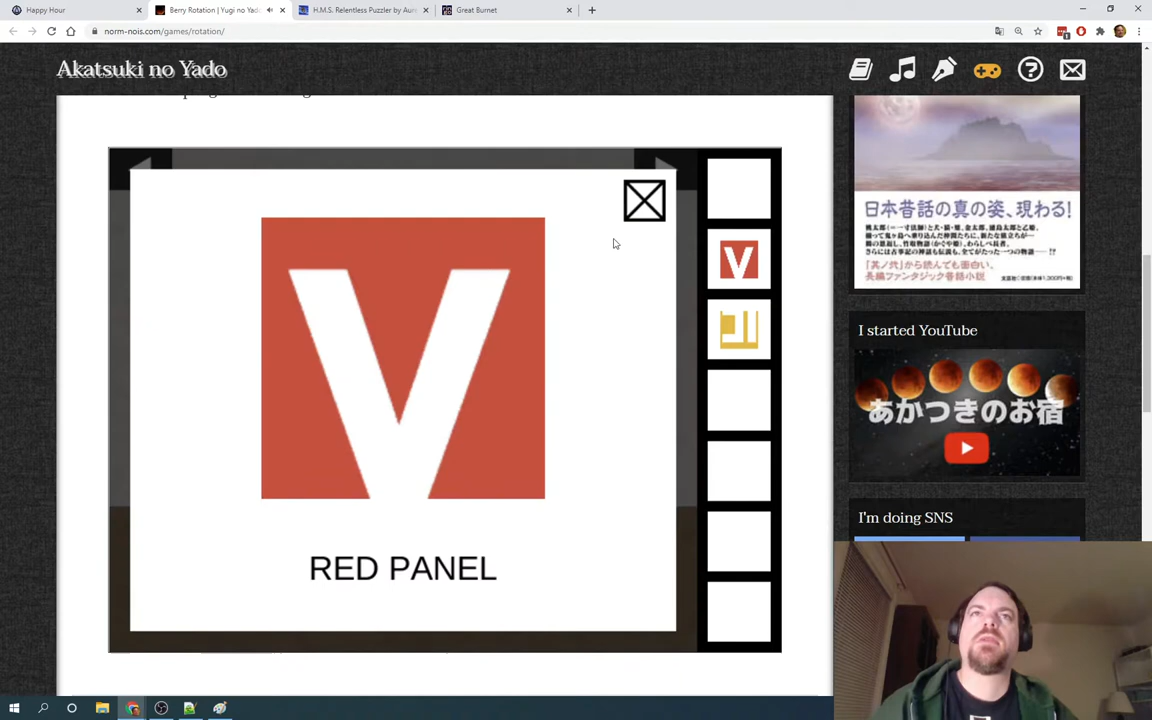 Happy Hour
Berry Rotation | Yugi no Yado
H.M.S. Relentless Puzzler by Aure
Great Burnet
norm-nois.com/games/rotation/
Akatsuki no Yado
日本昔話の真の姿、現わる!
I started YouTube
あかつきのお宿
I'm doing SNS
V
RED PANEL